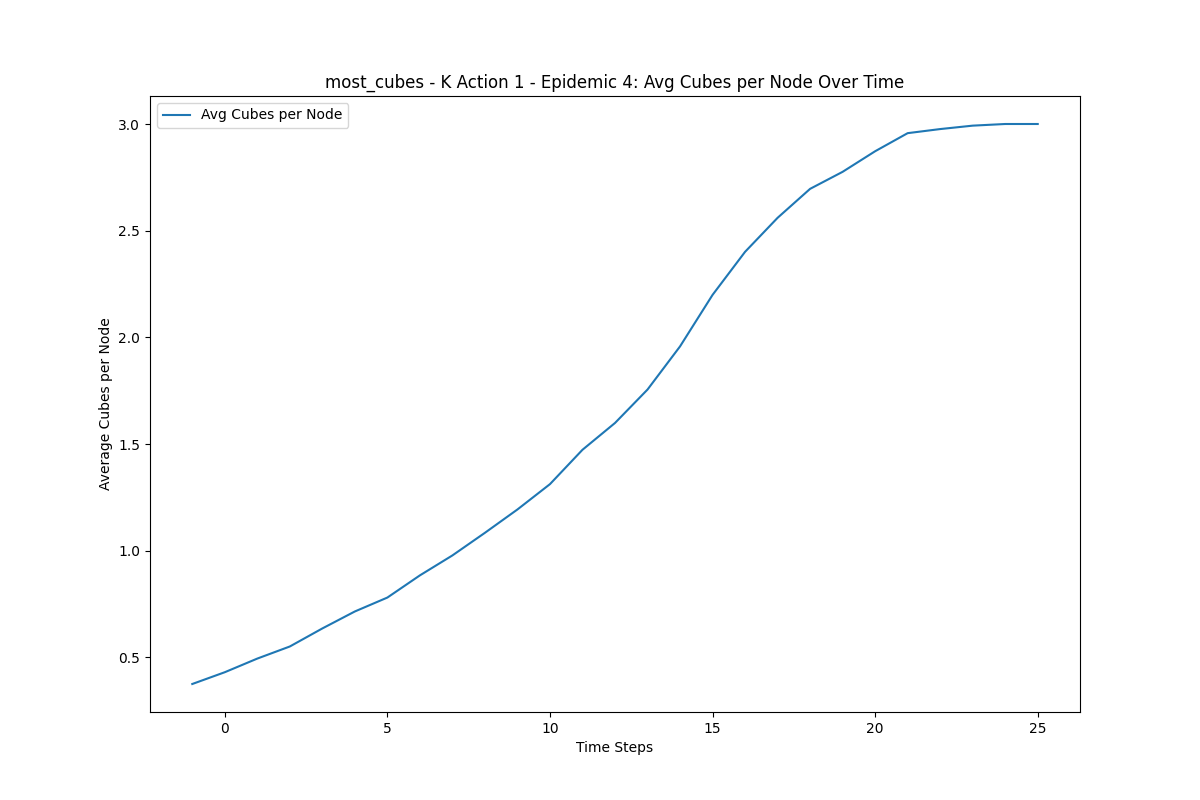 most_cubes - K Action 1 - Epidemic 4: Avg Cubes per Node Over Time
Avg Cubes per Node
3.0
2.5
2.0
1.5
1.0
0.5
Average Cubes per Node
0 5 10 15 20 25
Time Steps